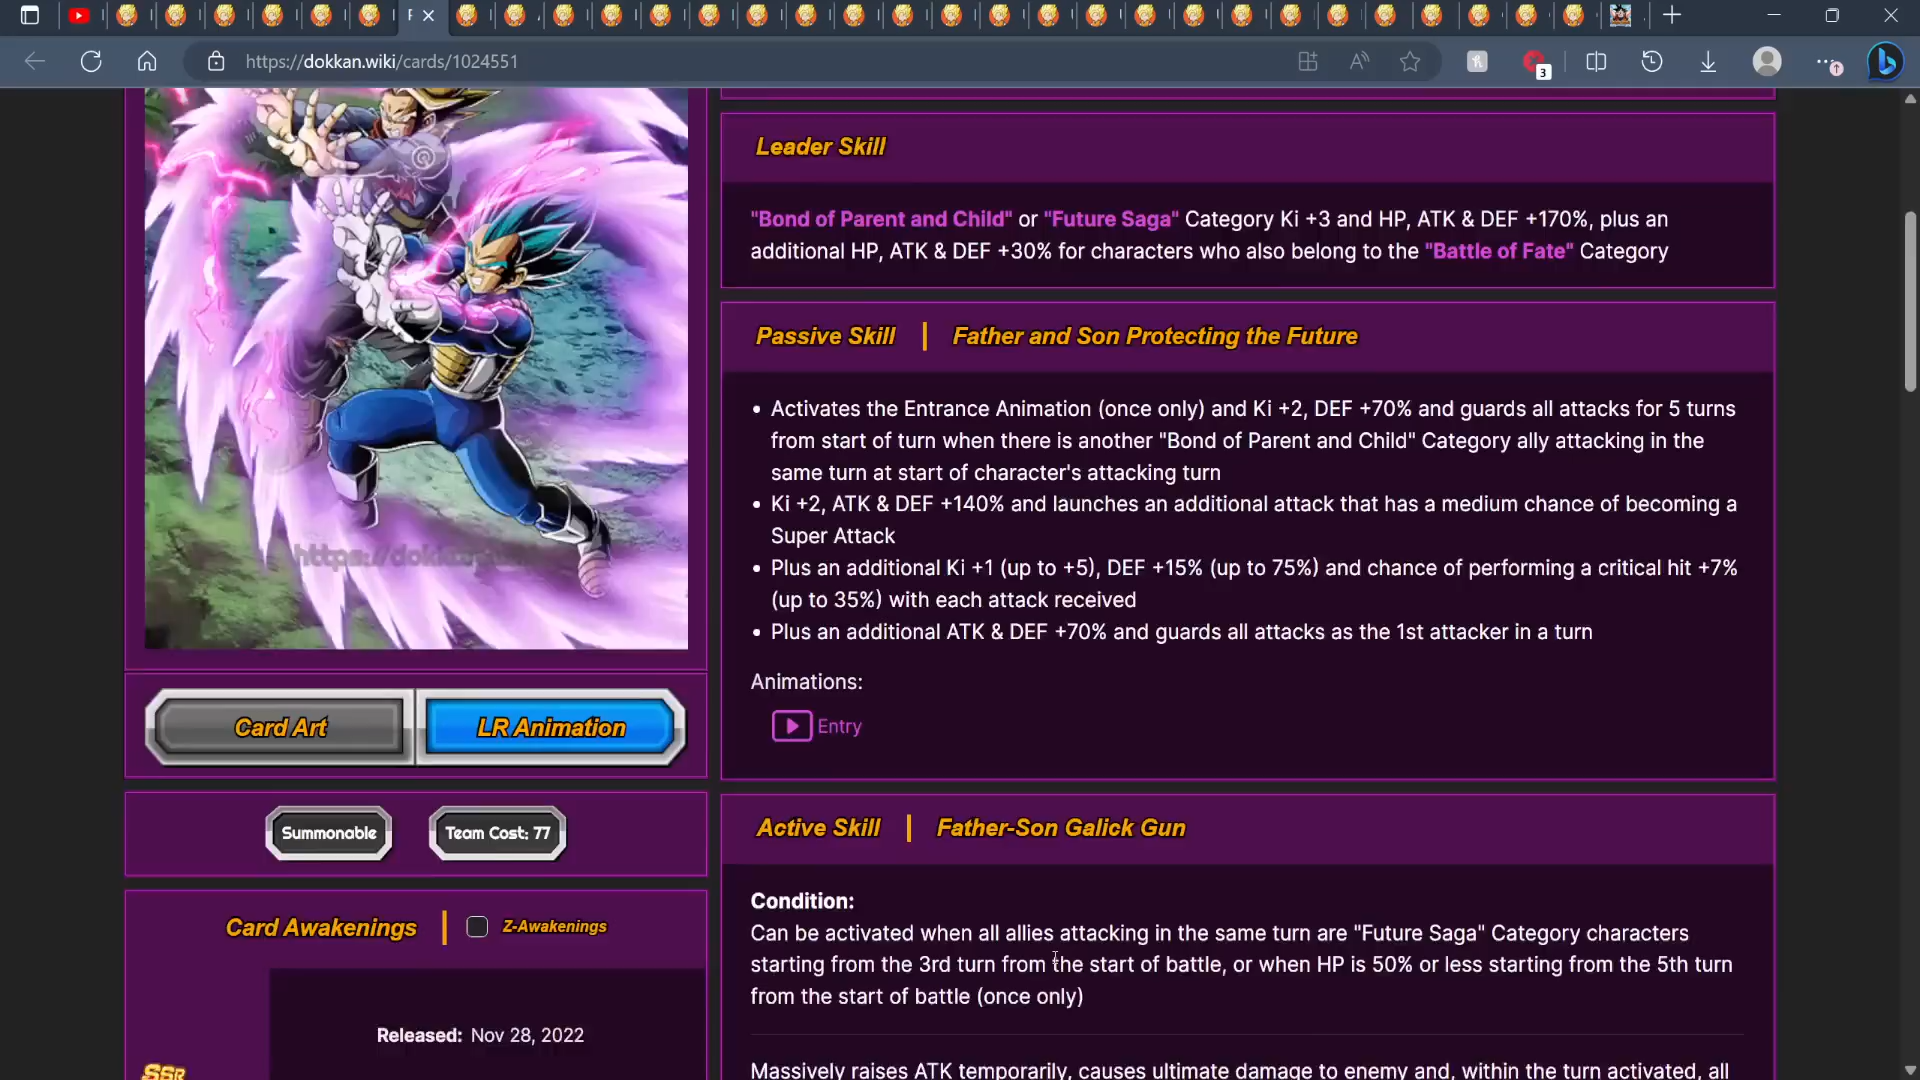 https://dokkan.wiki/cards/1024551
3
Leader Skill
"Bond of Parent and Child" or "Future Saga" Category Ki +3 and HP, ATK & DEF +170%, plus an
additional HP, ATK & DEF +30% for characters who also belong to the "Battle of Fate" Category
Passive Skill | Father and Son Protecting the Future
• Activates the Entrance Animation (once only) and Ki +2, DEF +70% and guards all attacks for 5 turns
from start of turn when there is another "Bond of Parent and Child" Category ally attacking in the
same turn at start of character's attacking turn
• Ki +2, ATK & DEF +140% and launches an additional attack that has a medium chance of becoming a
Super Attack
• Plus an additional Ki +1 (up to +5), DEF +15% (up to 75%) and chance of performing a critical hit +7%
(up to 35%) with each attack received
• Plus an additional ATK & DEF +70% and guards all attacks as the 1st attacker in a turn
Animations:
Entry
Card Art
LR Animation
Summonable
Team Cost: 77
Card Awakenings | Z-Awakenings
Released: Nov 28, 2022
SSR
Active Skill | Father-Son Galick Gun
Condition:
Can be activated when all allies attacking in the same turn are "Future Saga" Category characters
starting from the 3rd turn from the start of battle, or when HP is 50% or less starting from the 5th turn
from the start of battle (once only)
Massively raises ATK temporarily, causes ultimate damage to enemy and, within the turn activated, all